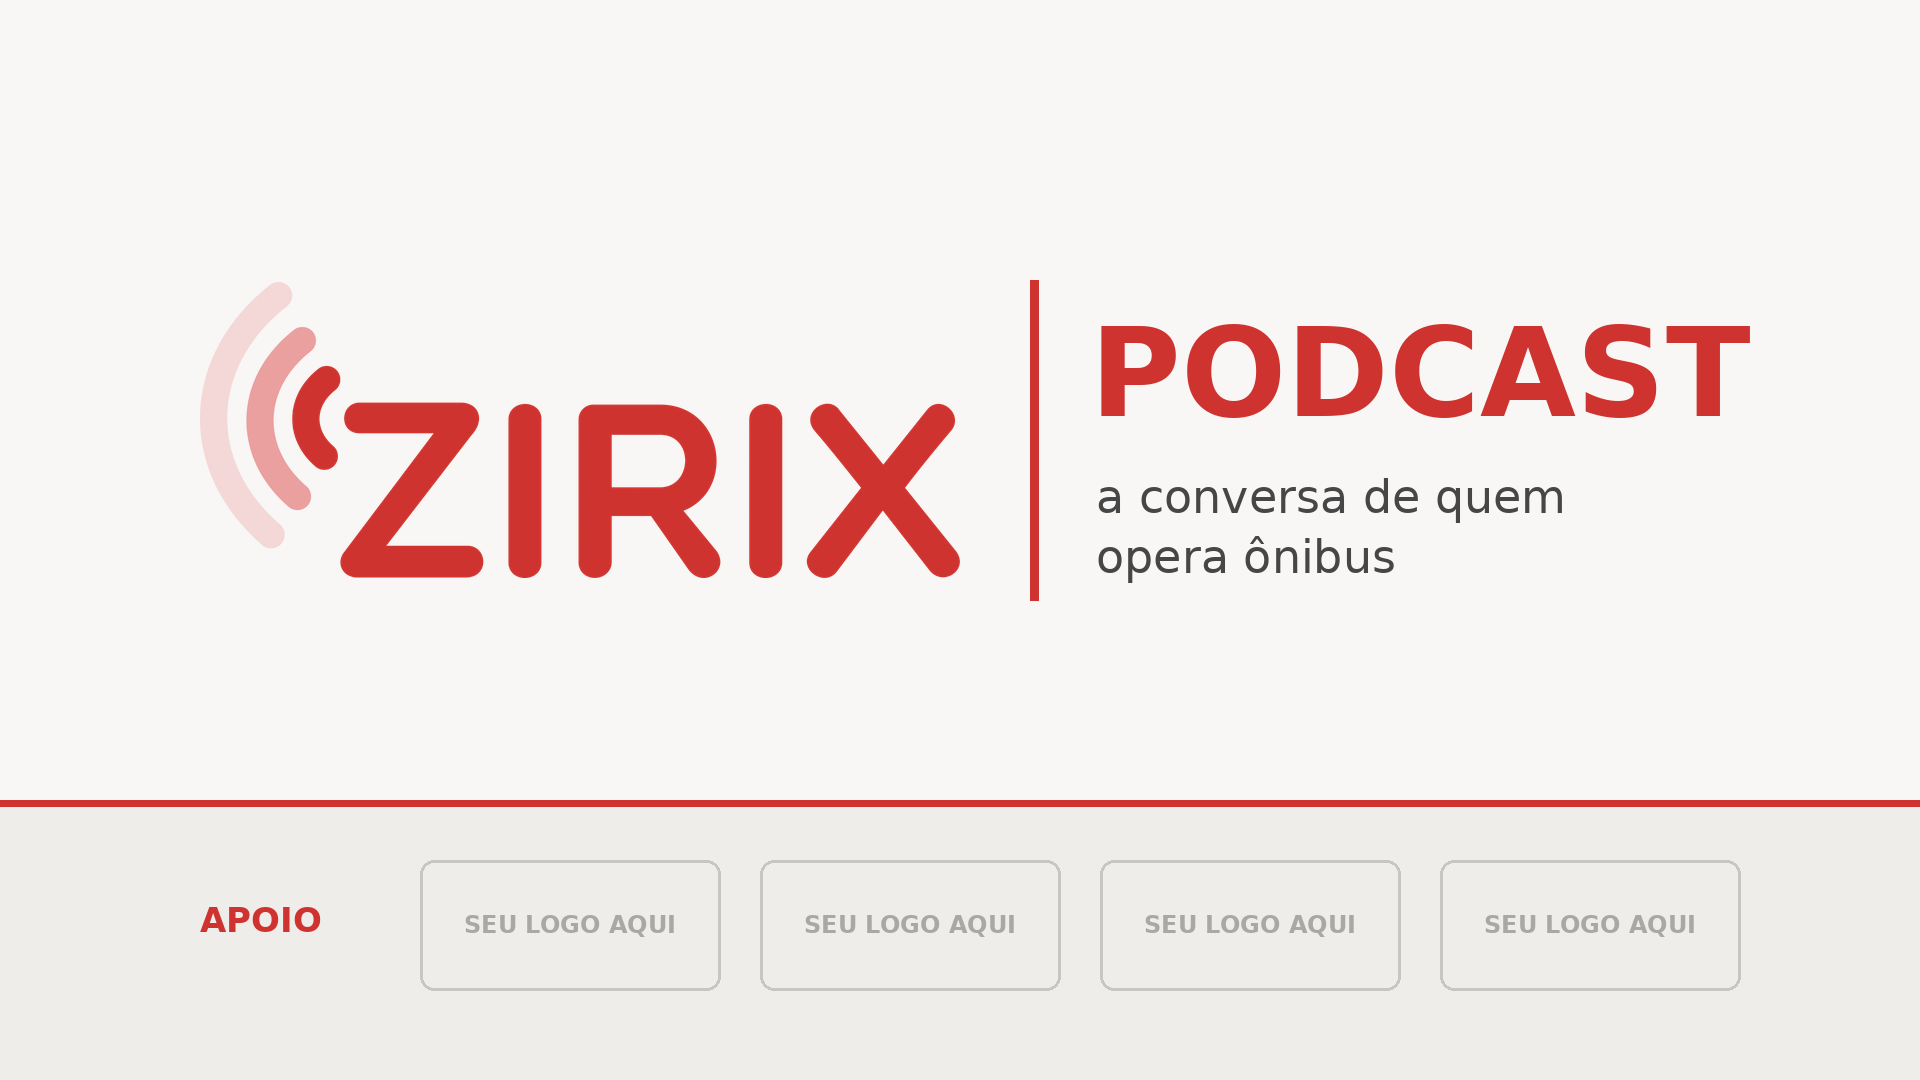 ZIRIX
PODCAST
a conversa de quem
opera ônibus
APOIO
SEU LOGO AQUI
SEU LOGO AQUI
SEU LOGO AQUI
SEU LOGO AQUI